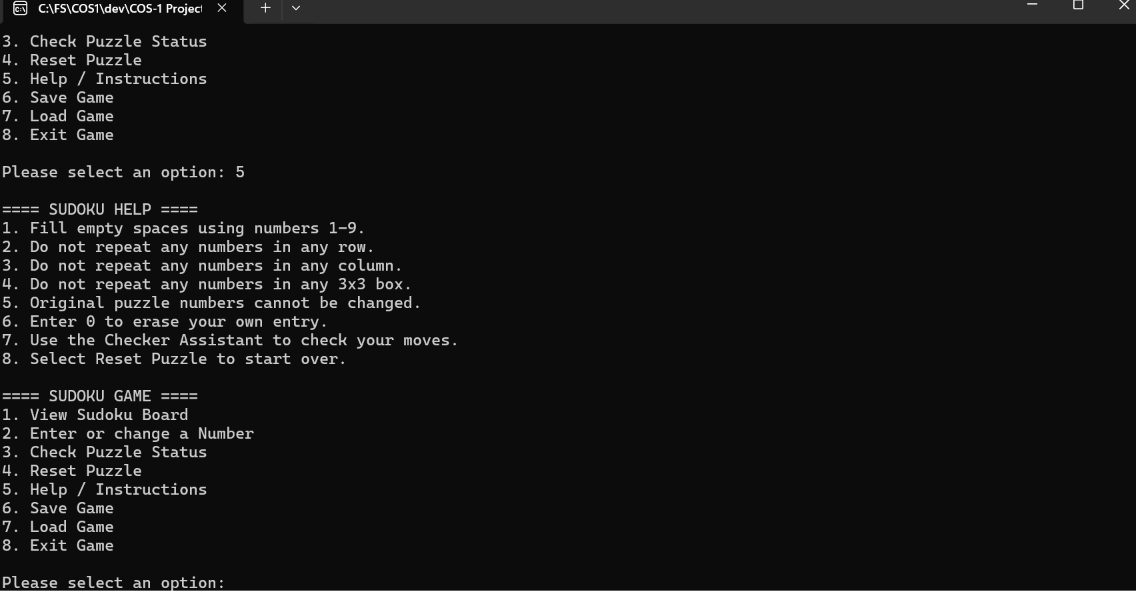 C:\FS\COS1\dev\COS-1 Project
3. Check Puzzle Status
4. Reset Puzzle
5. Help / Instructions
6. Save Game
7. Load Game
8. Exit Game
Please select an option: 5
==== SUDOKU HELP ====
1. Fill empty spaces using numbers 1-9.
2. Do not repeat any numbers in any row.
3. Do not repeat any numbers in any column.
4. Do not repeat any numbers in any 3x3 box.
5. Original puzzle numbers cannot be changed.
6. Enter 0 to erase your own entry.
7. Use the Checker Assistant to check your moves.
8. Select Reset Puzzle to start over.
==== SUDOKU GAME ====
1. View Sudoku Board
2. Enter or change a Number
3. Check Puzzle Status
4. Reset Puzzle
5. Help / Instructions
6. Save Game
7. Load Game
8. Exit Game
Please select an option: